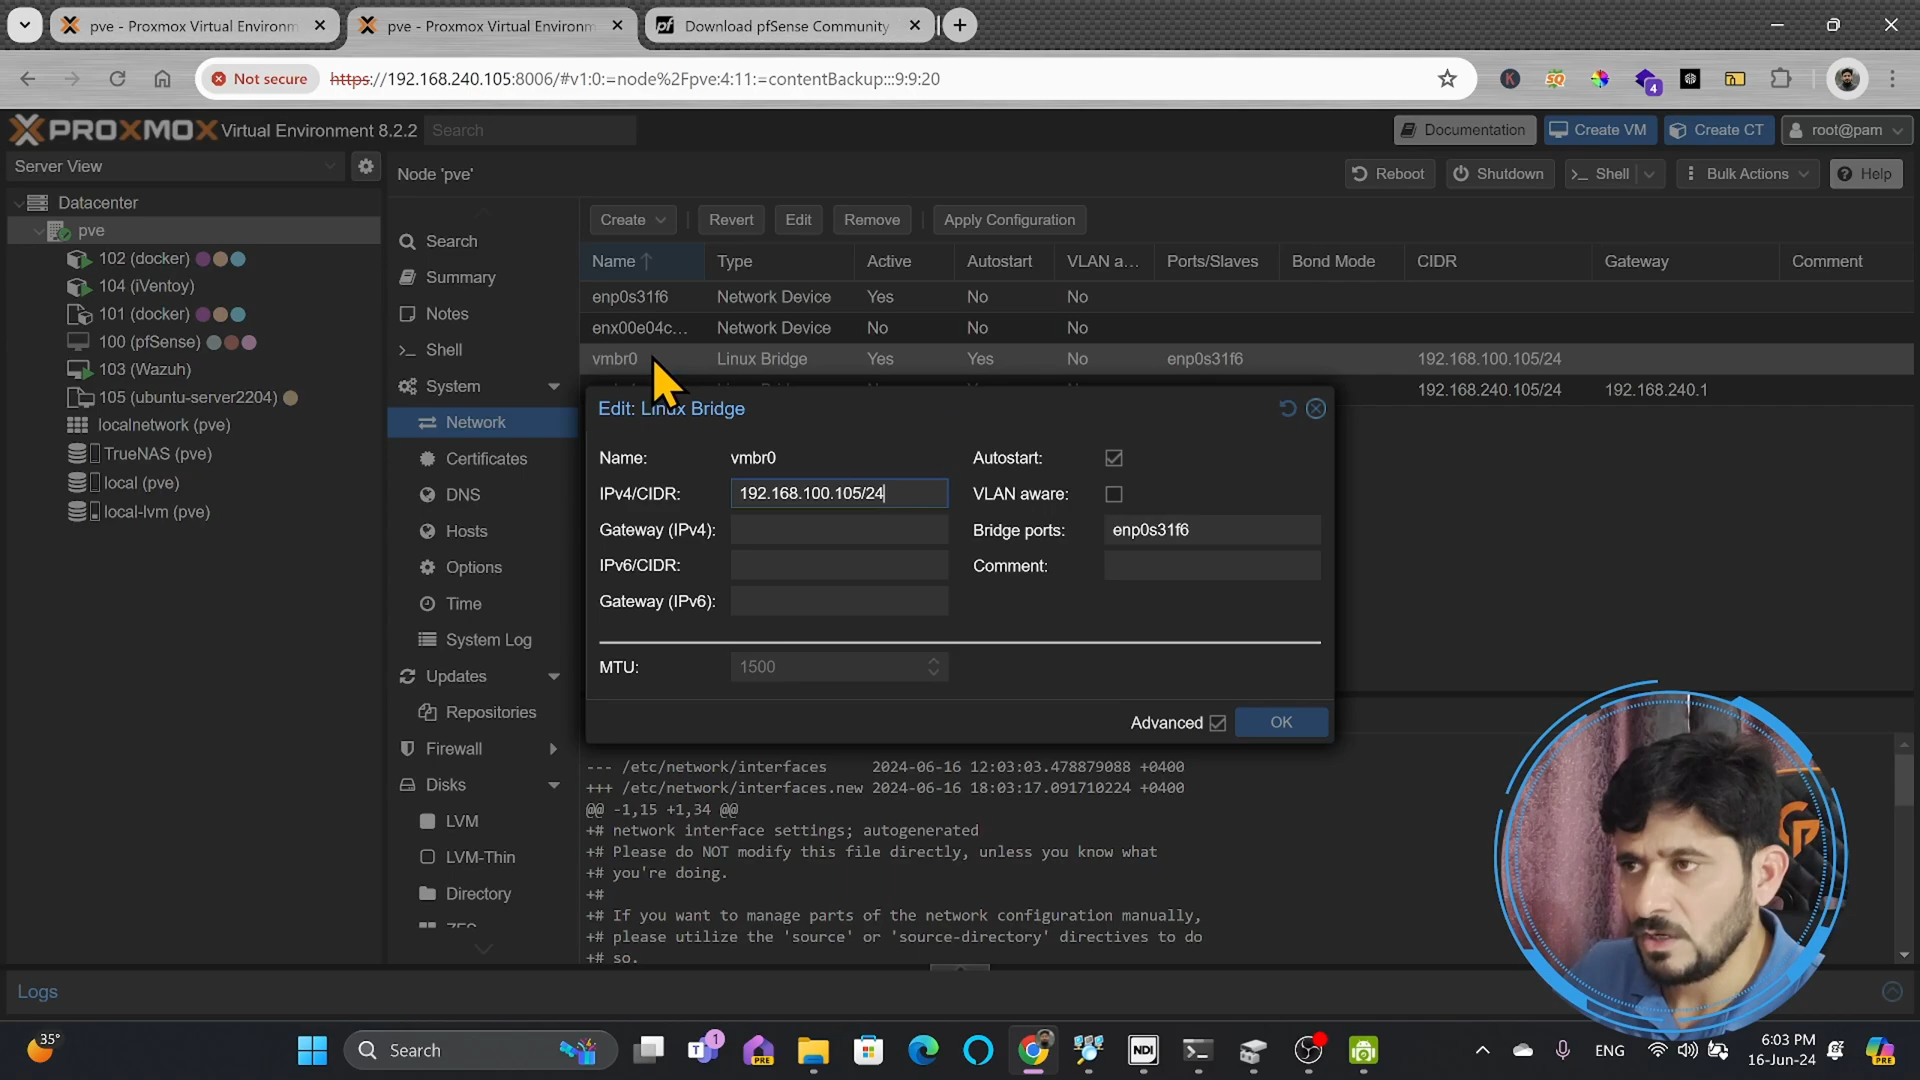 pve - Proxmox Virtual Environm
pve - Proxmox Virtual Environm
pf
Download pfSense Community
Not secure
https://192.168.240.105:8006/#v1:0:=node%2Fpve:4:11:=contentBackup:::9:9:20
4
PROXMOX Virtual Environment 8.2.2
Search
Documentation
Create VM
Create CT
root@pam
Server View
Node 'pve'
Reboot
Shutdown
>_ Shell
Bulk Actions
Help
Datacenter
pve
102 (docker)
104 (iVentoy)
101 (docker)
100 (pfSense)
103 (Wazuh)
105 (ubuntu-server2204)
localnetwork (pve)
TrueNAS (pve)
local (pve)
local-lvm (pve)
Search
Summary
Notes
>_ Shell
System
Network
Certificates
DNS
Hosts
Options
Time
System Log
Updates
Repositories
Firewall
Disks
LVM
LVM-Thin
Directory
ZFS
Create
Revert
Edit
Remove
Apply Configuration
Name Type Active Autostart VLAN a... Ports/Slaves Bond Mode CIDR Gateway Comment
enp0s31f6 Network Device Yes No No
enx00e04c... Network Device No No No
vmbr0 Linux Bridge Yes Yes No enp0s31f6 192.168.100.105/24
192.168.240.105/24 192.168.240.1
Edit: Linux Bridge
Name: vmbr0 Autostart:
IPv4/CIDR: 192.168.100.105/24 VLAN aware:
Gateway (IPv4): Bridge ports: enp0s31f6
IPv6/CIDR: Comment:
Gateway (IPv6):
MTU: 1500
Advanced OK
--- /etc/network/interfaces 2024-06-16 12:03:03.478879088 +0400
+++ /etc/network/interfaces.new 2024-06-16 18:03:17.091710224 +0400
@@ -1,15 +1,34 @@
+# network interface settings; autogenerated
+# Please do NOT modify this file directly, unless you know what
+# you're doing.
+#
+# If you want to manage parts of the network configuration manually,
+# please utilize the 'source' or 'source-directory' directives to do
+# so.
Logs
35°
Search
1
PRE
NDI
ENG
6:03 PM
16-Jun-24
PRE